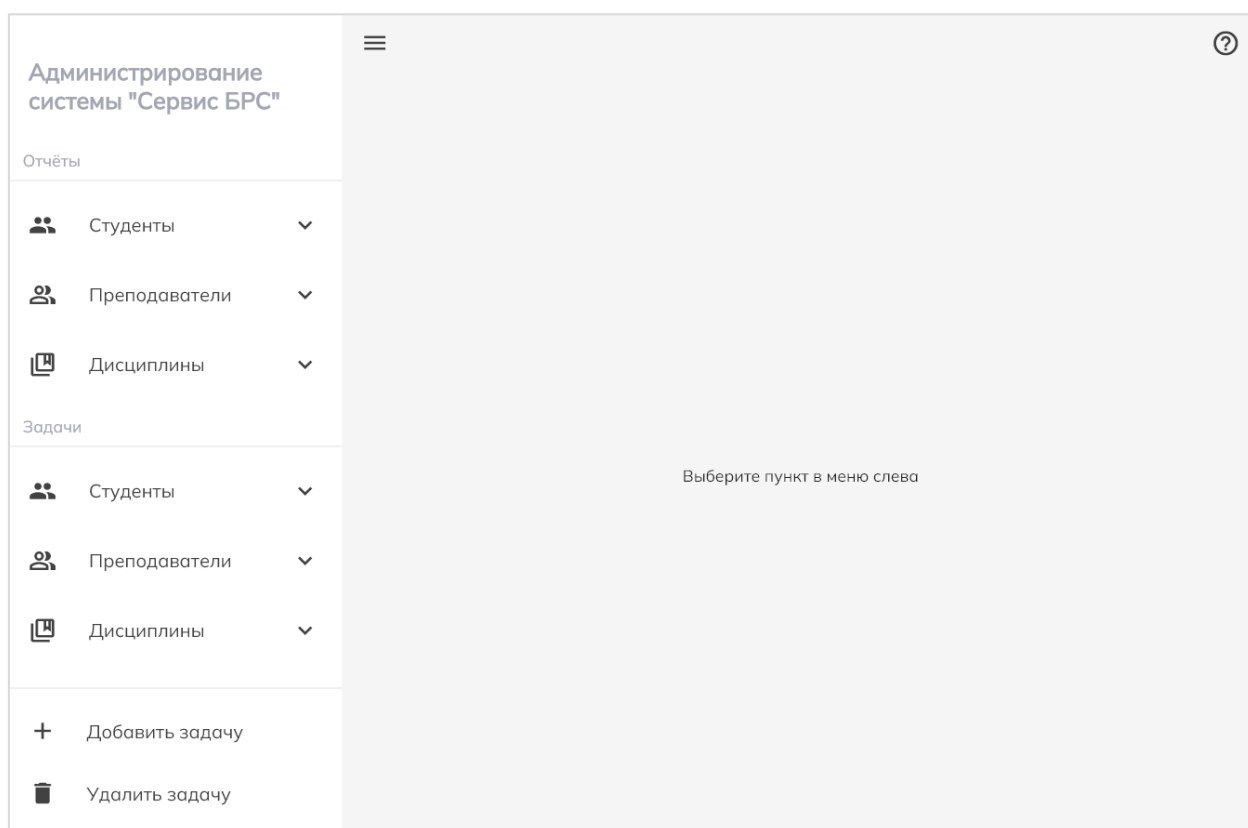 Администрирование
системы "Сервис БРС"
Отчёты
Студенты
Преподаватели
Дисциплины
Задачи
Студенты
Преподаватели
Дисциплины
Добавить задачу
Удалить задачу
Выберите пункт в меню слева